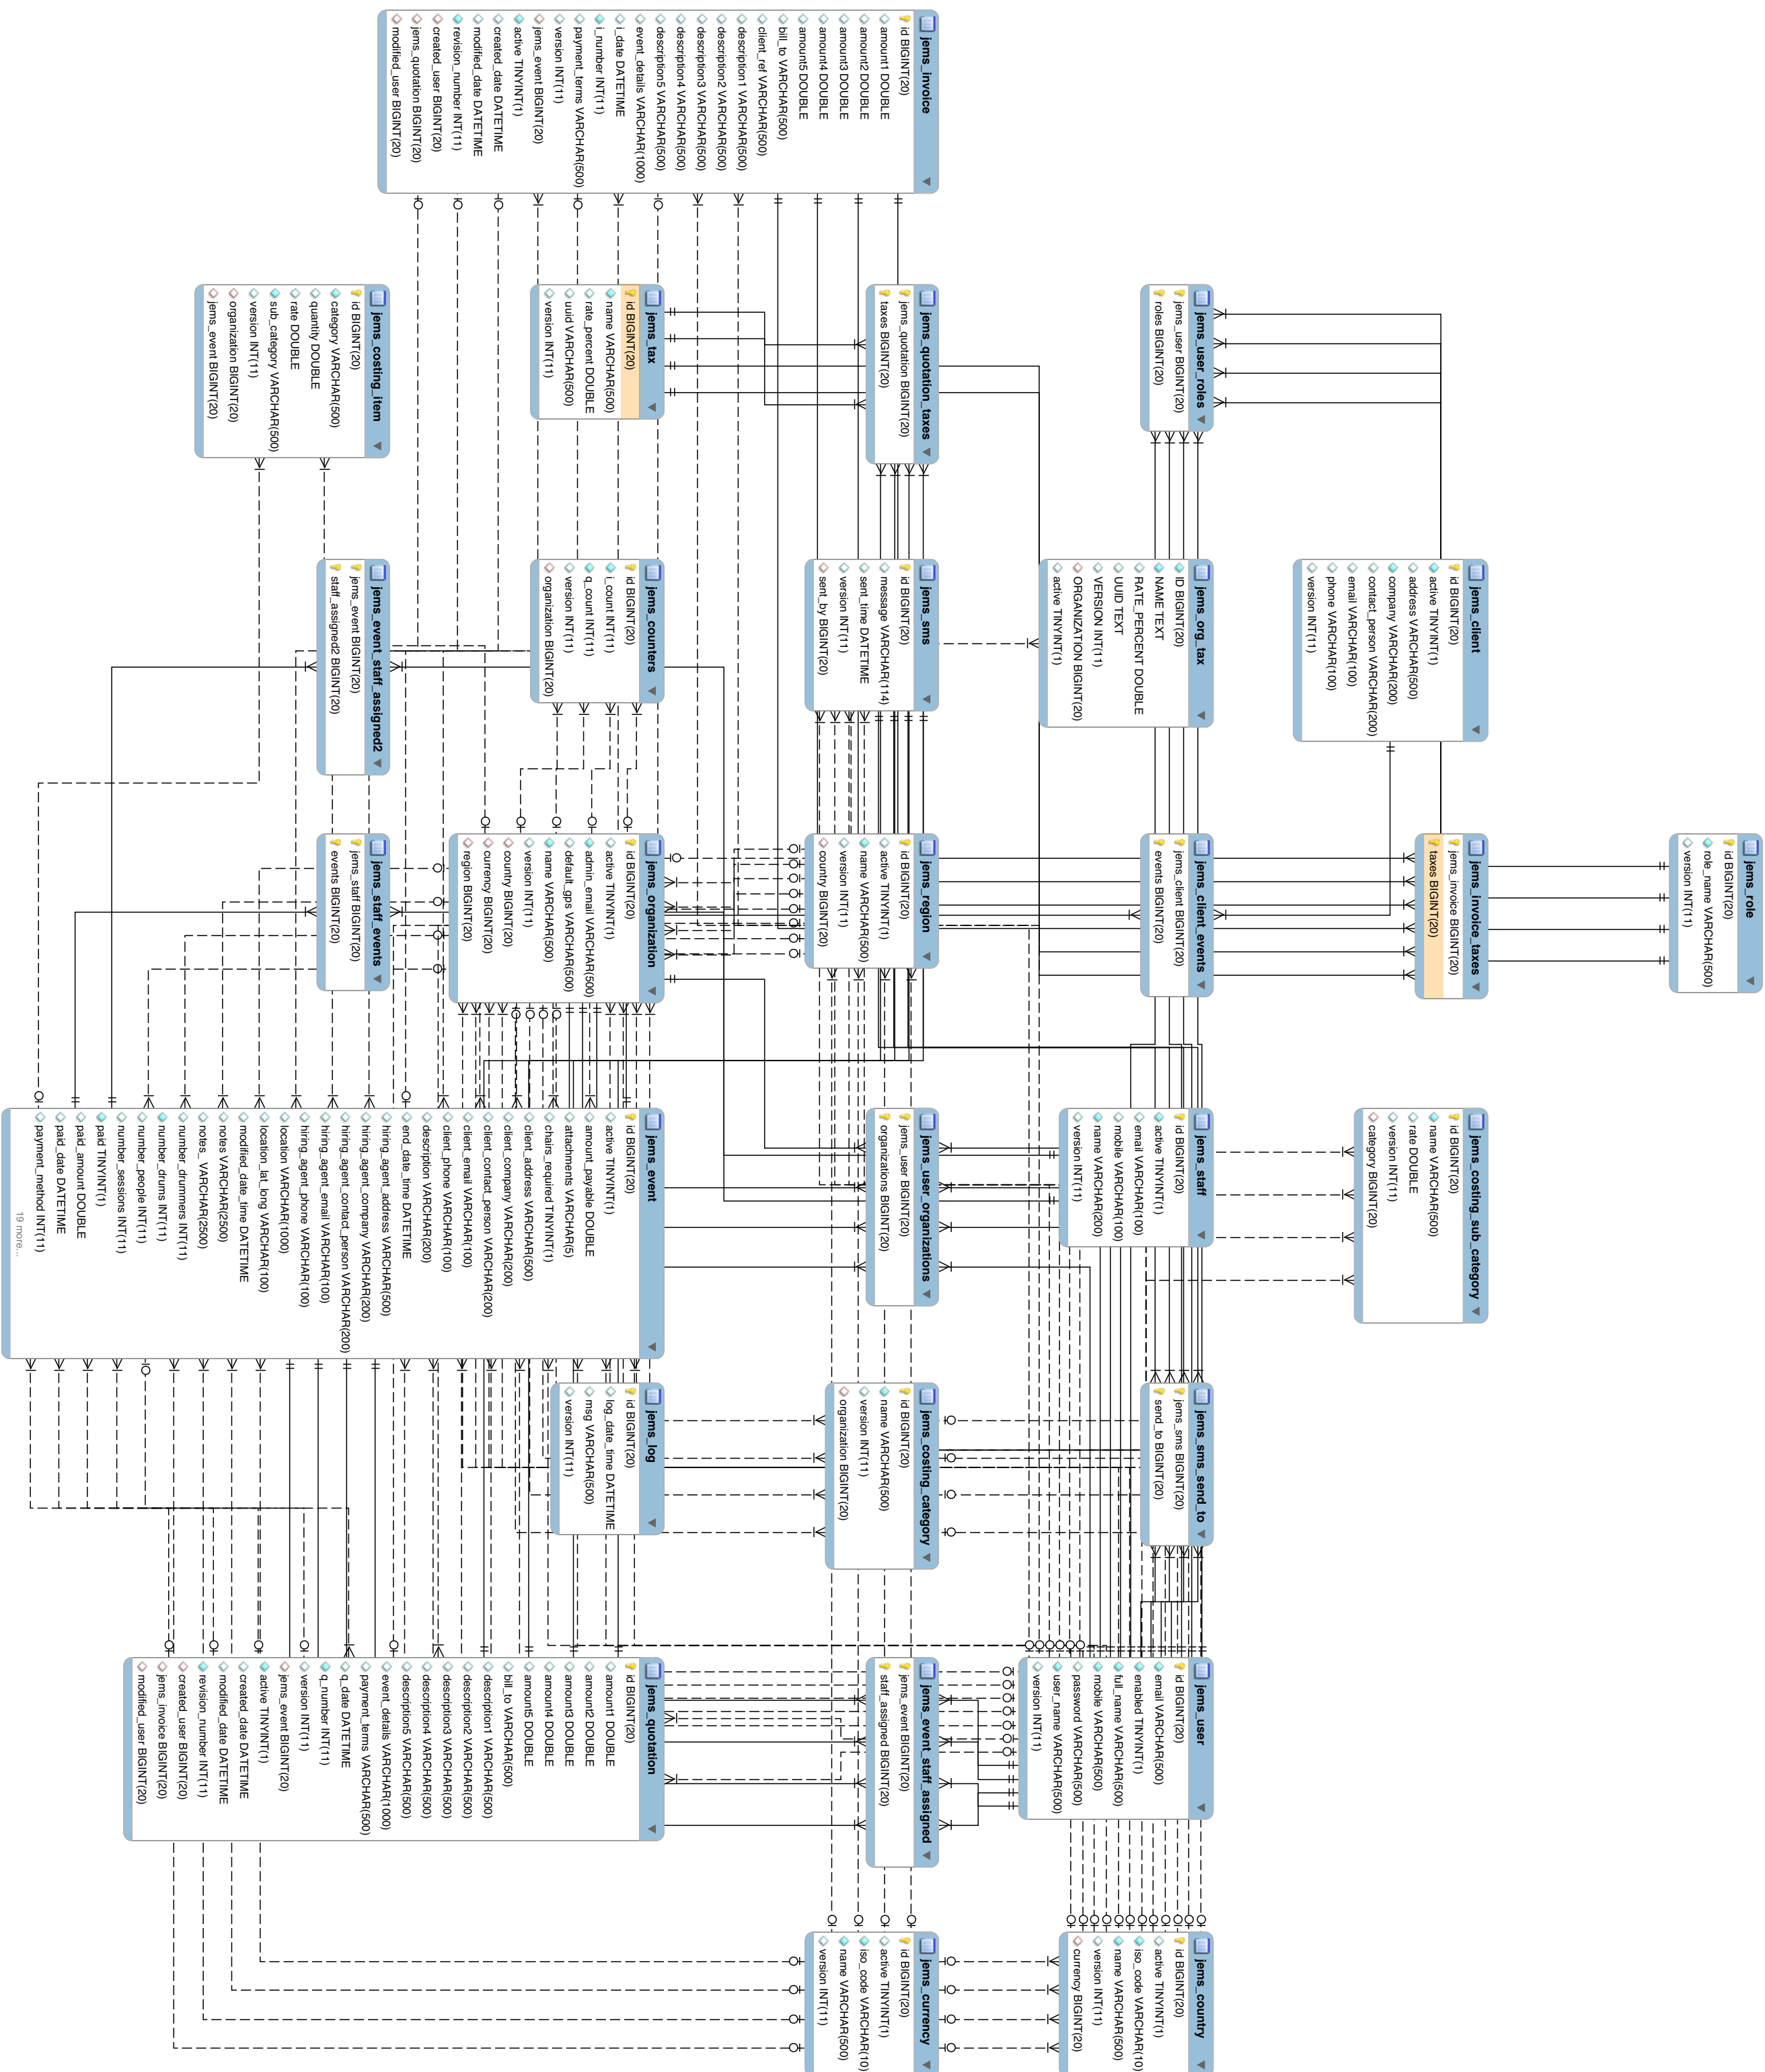 jems_role
id BIGINT(20)
role_name VARCHAR(500)
version INT(11)
jems_client
id BIGINT(20)
active TINYINT(1)
address VARCHAR(500)
company VARCHAR(200)
contact_person VARCHAR(200)
email VARCHAR(100)
phone VARCHAR(100)
version INT(11)
jems_invoice_taxes
jems_invoice BIGINT(20)
taxes BIGINT(20)
jems_costing_sub_category
id BIGINT(20)
name VARCHAR(500)
rate DOUBLE
version INT(11)
category BIGINT(20)
jems_user_roles
jems_user BIGINT(20)
roles BIGINT(20)
jems_org_tax
ID BIGINT(20)
NAME TEXT
RATE_PERCENT DOUBLE
UUID TEXT
VERSION INT(11)
ORGANIZATION BIGINT(20)
active TINYINT(1)
jems_client_events
jems_client BIGINT(20)
events BIGINT(20)
jems_staff
id BIGINT(20)
active TINYINT(1)
email VARCHAR(100)
mobile VARCHAR(100)
name VARCHAR(200)
version INT(11)
jems_sms_send_to
jems_sms BIGINT(20)
send_to BIGINT(20)
jems_user
id BIGINT(20)
email VARCHAR(500)
enabled TINYINT(1)
full_name VARCHAR(500)
mobile VARCHAR(500)
password VARCHAR(500)
user_name VARCHAR(500)
version INT(11)
jems_country
id BIGINT(20)
active TINYINT(1)
iso_code VARCHAR(10)
name VARCHAR(500)
version INT(11)
currency BIGINT(20)
jems_invoice
id BIGINT(20)
amount1 DOUBLE
amount2 DOUBLE
amount3 DOUBLE
amount4 DOUBLE
amount5 DOUBLE
bill_to VARCHAR(500)
client_ref VARCHAR(500)
description1 VARCHAR(500)
description2 VARCHAR(500)
description3 VARCHAR(500)
description4 VARCHAR(500)
description5 VARCHAR(500)
event_details VARCHAR(1000)
i_date DATETIME
i_number INT(11)
payment_terms VARCHAR(500)
version INT(11)
jems_event BIGINT(20)
active TINYINT(1)
created_date DATETIME
modified_date DATETIME
revision_number INT(11)
created_user BIGINT(20)
jems_quotation BIGINT(20)
modified_user BIGINT(20)
jems_quotation_taxes
jems_quotation BIGINT(20)
taxes BIGINT(20)
jems_sms
id BIGINT(20)
message VARCHAR(114)
sent_time DATETIME
version INT(11)
sent_by BIGINT(20)
jems_region
id BIGINT(20)
active TINYINT(1)
name VARCHAR(500)
version INT(11)
country BIGINT(20)
jems_user_organizations
jems_user BIGINT(20)
organizations BIGINT(20)
jems_costing_category
id BIGINT(20)
name VARCHAR(500)
version INT(11)
organization BIGINT(20)
jems_event_staff_assigned
jems_event BIGINT(20)
staff_assigned BIGINT(20)
jems_currency
id BIGINT(20)
active TINYINT(1)
iso_code VARCHAR(10)
name VARCHAR(500)
version INT(11)
jems_tax
id BIGINT(20)
name VARCHAR(500)
rate_percent DOUBLE
uuid VARCHAR(500)
version INT(11)
jems_counters
id BIGINT(20)
i_count INT(11)
q_count INT(11)
version INT(11)
organization BIGINT(20)
jems_organization
id BIGINT(20)
active TINYINT(1)
admin_email VARCHAR(500)
default_gps VARCHAR(500)
name VARCHAR(500)
version INT(11)
country BIGINT(20)
currency BIGINT(20)
region BIGINT(20)
jems_event
id BIGINT(20)
active TINYINT(1)
amount_payable DOUBLE
attachments VARCHAR(5)
chairs_required TINYINT(1)
client_address VARCHAR(500)
client_company VARCHAR(200)
client_contact_person VARCHAR(200)
client_email VARCHAR(100)
client_phone VARCHAR(100)
description VARCHAR(200)
end_date_time DATETIME
hiring_agent_address VARCHAR(500)
hiring_agent_company VARCHAR(200)
hiring_agent_contact_person VARCHAR(200)
hiring_agent_email VARCHAR(100)
hiring_agent_phone VARCHAR(100)
location VARCHAR(1000)
location_lat_long VARCHAR(100)
modified_date_time DATETIME
notes VARCHAR(2500)
notes_ VARCHAR(2500)
number_drummers INT(11)
number_drums INT(11)
number_people INT(11)
number_sessions INT(11)
paid TINYINT(1)
paid_amount DOUBLE
paid_date DATETIME
payment_method INT(11)
19 more...
jems_log
id BIGINT(20)
log_date_time DATETIME
msg VARCHAR(500)
version INT(11)
jems_quotation
id BIGINT(20)
amount1 DOUBLE
amount2 DOUBLE
amount3 DOUBLE
amount4 DOUBLE
amount5 DOUBLE
bill_to VARCHAR(500)
description1 VARCHAR(500)
description2 VARCHAR(500)
description3 VARCHAR(500)
description4 VARCHAR(500)
description5 VARCHAR(500)
event_details VARCHAR(1000)
payment_terms VARCHAR(500)
q_date DATETIME
q_number INT(11)
version INT(11)
jems_event BIGINT(20)
active TINYINT(1)
created_date DATETIME
modified_date DATETIME
revision_number INT(11)
created_user BIGINT(20)
jems_invoice BIGINT(20)
modified_user BIGINT(20)
jems_costing_item
id BIGINT(20)
category VARCHAR(500)
quantity DOUBLE
rate DOUBLE
sub_category VARCHAR(500)
version INT(11)
organization BIGINT(20)
jems_event BIGINT(20)
jems_event_staff_assigned2
jems_event BIGINT(20)
staff_assigned2 BIGINT(20)
jems_staff_events
jems_staff BIGINT(20)
events BIGINT(20)